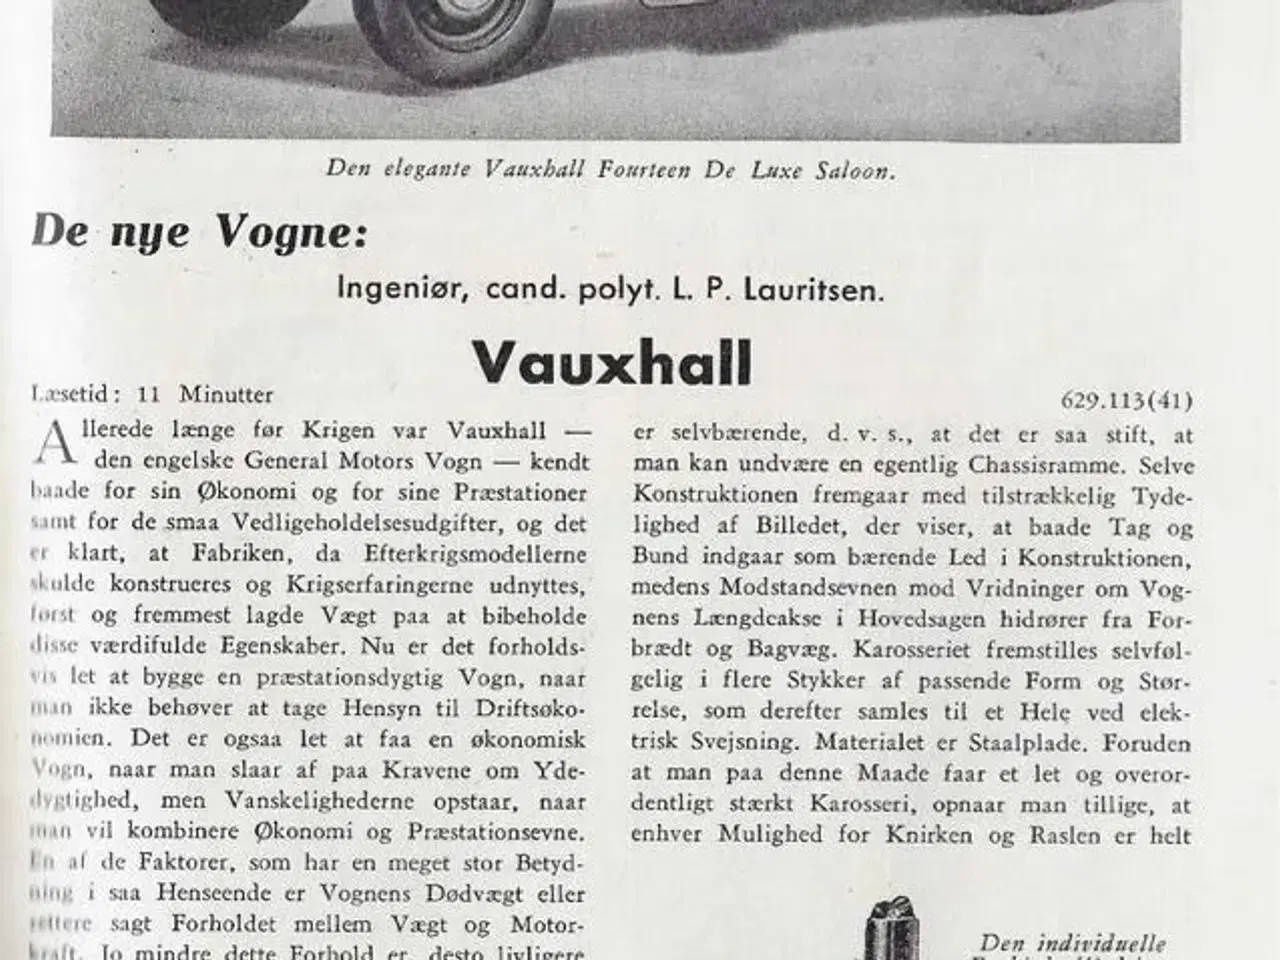 Den elegante Vauxhall Fourteen De Luxe Saloon.
De nye Vogne:
Ingeniør, cand. polyt. L. P. Lauritsen.
Vauxhall
Læsetid: 11 Minutter
629.113(41)
Allerede længe før Krigen var Vauxhall —
den engelske General Motors Vogn — kendt
baade for sin Økonomi og for sine Præstationer
samt for de smaa Vedligeholdelsesudgifter, og det
er klart, at Fabriken, da Efterkrigsmodellerne
skulde konstrueres og Krigserfaringerne udnyttes,
først og fremmest lagde Vægt paa at bibeholde
disse værdifulde Egenskaber. Nu er det forholds-
vis let at bygge en præstationsdygtig Vogn, naar
man ikke behøver at tage Hensyn til Driftsøko-
nomien. Det er ogsaa let at faa en økonomisk
Vogn, naar man slaar af paa Kravene om Yde-
dygtighed, men Vanskelighederne opstaar, naar
man vil kombinere Økonomi og Præstationsevne.
En af de Faktorer, som har en meget stor Betyd-
ning i saa Henseende er Vognens Dødvægt eller
rettere sagt Forholdet mellem Vægt og Motor-
kraft. Jo mindre dette Forhold er, desto livligere
er selvbærende, d. v. s., at det er saa stift, at
man kan undvære en egentlig Chassisramme. Selve
Konstruktionen fremgaar med tilstrækkelig Tyde-
lighed af Billedet, der viser, at baade Tag og
Bund indgaar som bærende Led i Konstruktionen,
medens Modstandsevnen mod Vridninger om Vog-
nens Længdeakse i Hovedsagen hidrører fra For-
brædt og Bagvæg. Karosseriet fremstilles selvføl-
gelig i flere Stykker af passende Form og Stør-
relse, som derefter samles til et Hele ved elek-
trisk Svejsning. Materialet er Staalplade. Foruden
at man paa denne Maade faar et let og overor-
dentligt stærkt Karosseri, opnaar man tillige, at
enhver Mulighed for Knirken og Raslen er helt
Den individuelle